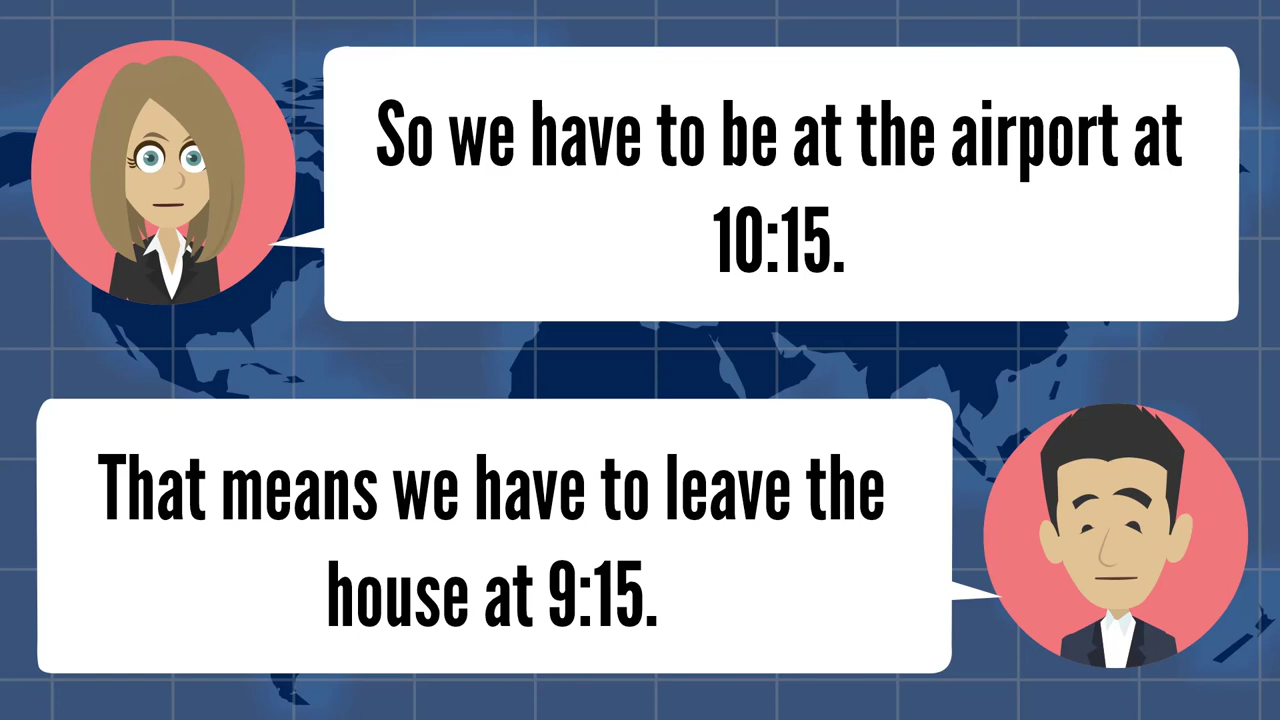 So we have to be at the airport at
10:15.
That means we have to leave the
house at 9:15.